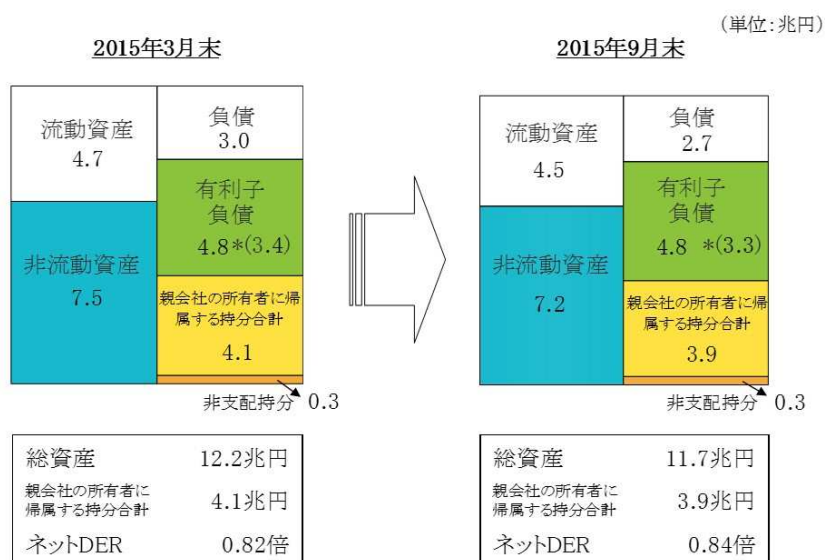 (単位:兆円)
2015年3月末
流動資産
4.7
非流動資産
7.5
負債
3.0
有利子
負債
4.8*(3.4)
親会社の所有者に帰
属する持分合計
4.1
非支配持分 0.3
総資産 12.2兆円
親会社の所有者に
帰属する持分合計 4.1兆円
ネットDER 0.82倍
2015年9月末
流動資産
4.5
非流動資産
7.2
負債
2.7
有利子
負債
4.8 *(3.3)
親会社の所有者に帰
属する持分合計
3.9
非支配持分 0.3
総資産 11.7兆円
親会社の所有者に
帰属する持分合計 3.9兆円
ネットDER 0.84倍